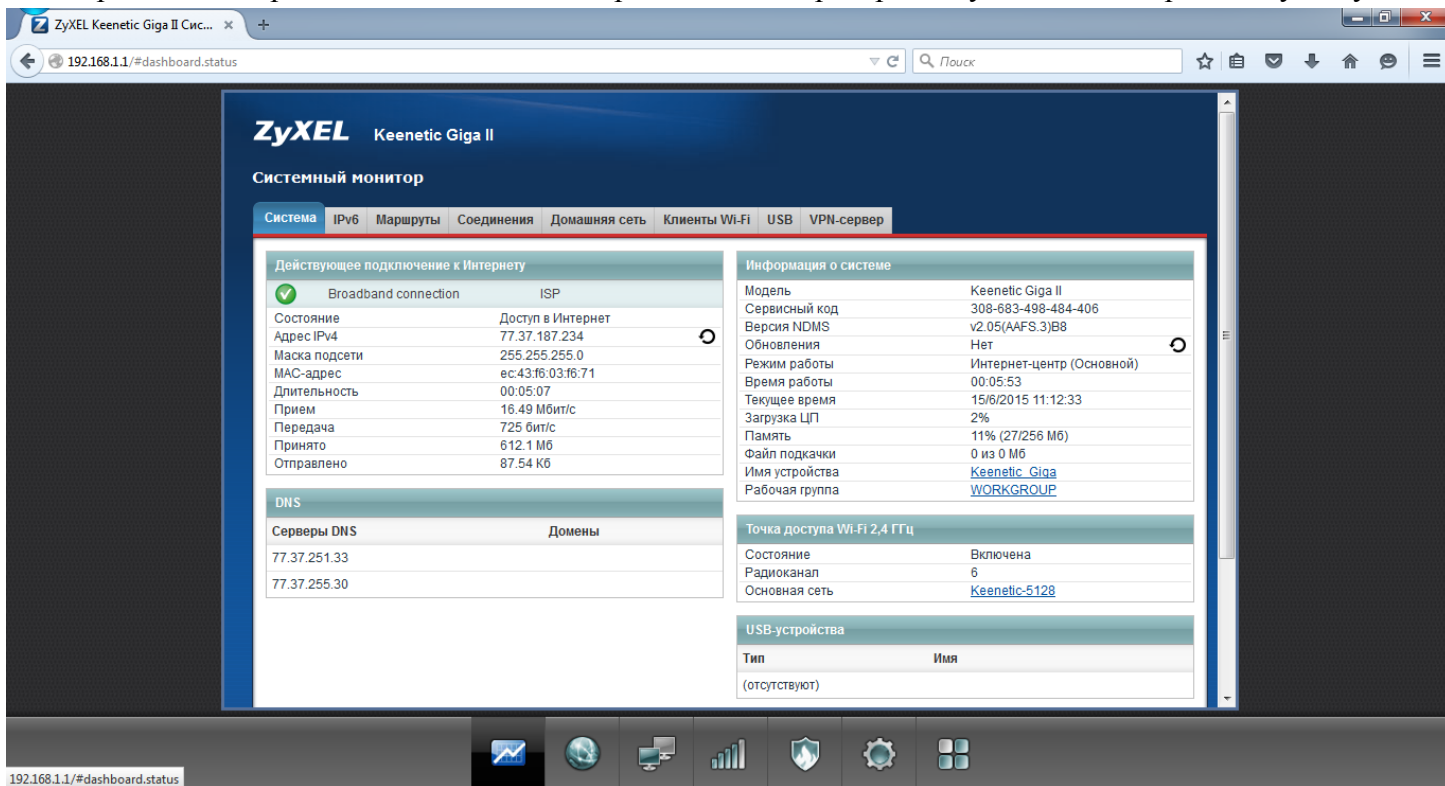 ZyXEL Keenetic Giga II Сис...
192.168.1.1/#dashboard.status
Поиск
ZyXEL Keenetic Giga II
Системный монитор
Система IPv6 Маршруты Соединения Домашняя сеть Клиенты Wi-Fi USB VPN-сервер
Действующее подключение к Интернету
Broadband connection ISP
Состояние Доступ в Интернет
Адрес IPv4 77.37.187.234
Маска подсети 255.255.255.0
MAC-адрес ec:43:f6:03:f6:71
Длительность 00:05:07
Прием 16.49 Мбит/с
Передача 725 бит/с
Принято 612.1 Мб
Отправлено 87.54 Кб
DNS
Серверы DNS Домены
77.37.251.33
77.37.255.30
Информация о системе
Модель Keenetic Giga II
Сервисный код 308-683-498-484-406
Версия NDMS v2.05(AAFS.3)B8
Обновления Нет
Режим работы Интернет-центр (Основной)
Время работы 00:05:53
Текущее время 15/6/2015 11:12:33
Загрузка ЦП 2%
Память 11% (27/256 Мб)
Файл подкачки 0 из 0 Мб
Имя устройства Keenetic_Giga
Рабочая группа WORKGROUP
Точка доступа Wi-Fi 2,4 ГГц
Состояние Включена
Радиоканал 6
Основная сеть Keenetic-5128
USB-устройства
Тип Имя
(отсутствуют)
192.168.1.1/#dashboard.status